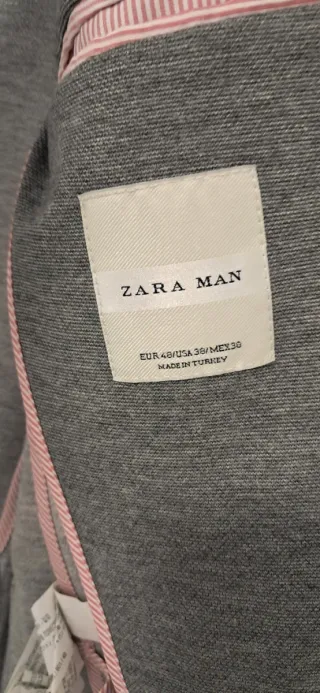 ZARA MAN
EUR 48/USA 38/MEX 38
MADE IN TURKEY